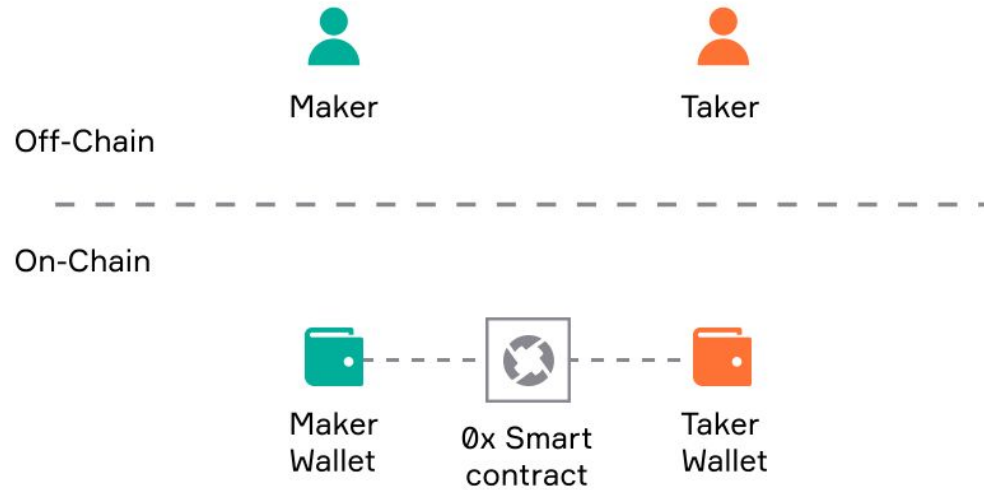 Maker
Taker
Off-Chain
On-Chain
Maker
Wallet
0x Smart
contract
Taker
Wallet